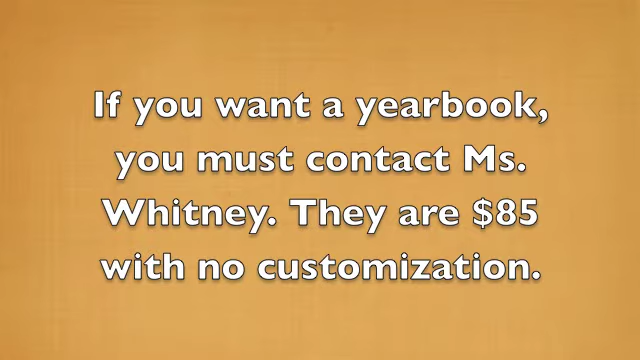 If you want a yearbook,
you must contact Ms.
Whitney. They are $85
with no customization.